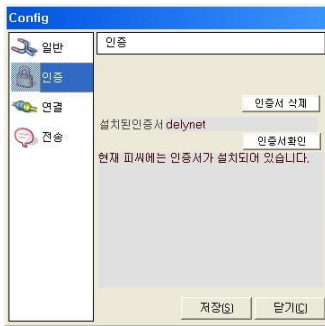 Config
일반
인증
연결
전송
인증
인증서 삭제
설치된인증서 delynet
인증서확인
현재 피씨에는 인증서가 설치되어 있습니다.
저장(S)
닫기(C)